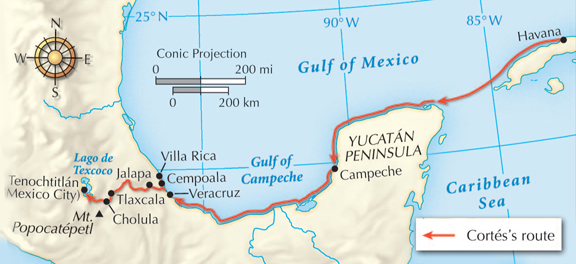 25°N
90°W
85°W
N
W
E
S
Conic Projection
0 200 mi
0 200 km
Havana
Gulf of Mexico
YUCATÁN
PENINSULA
Campeche
Gulf of
Campeche
Caribbean
Sea
Villa Rica
Cempoala
Veracruz
Jalapa
Lago de
Texcoco
Tenochtitlán
Mexico City)
Tlaxcala
Cholula
Mt.
Popocatépetl
Cortés's route